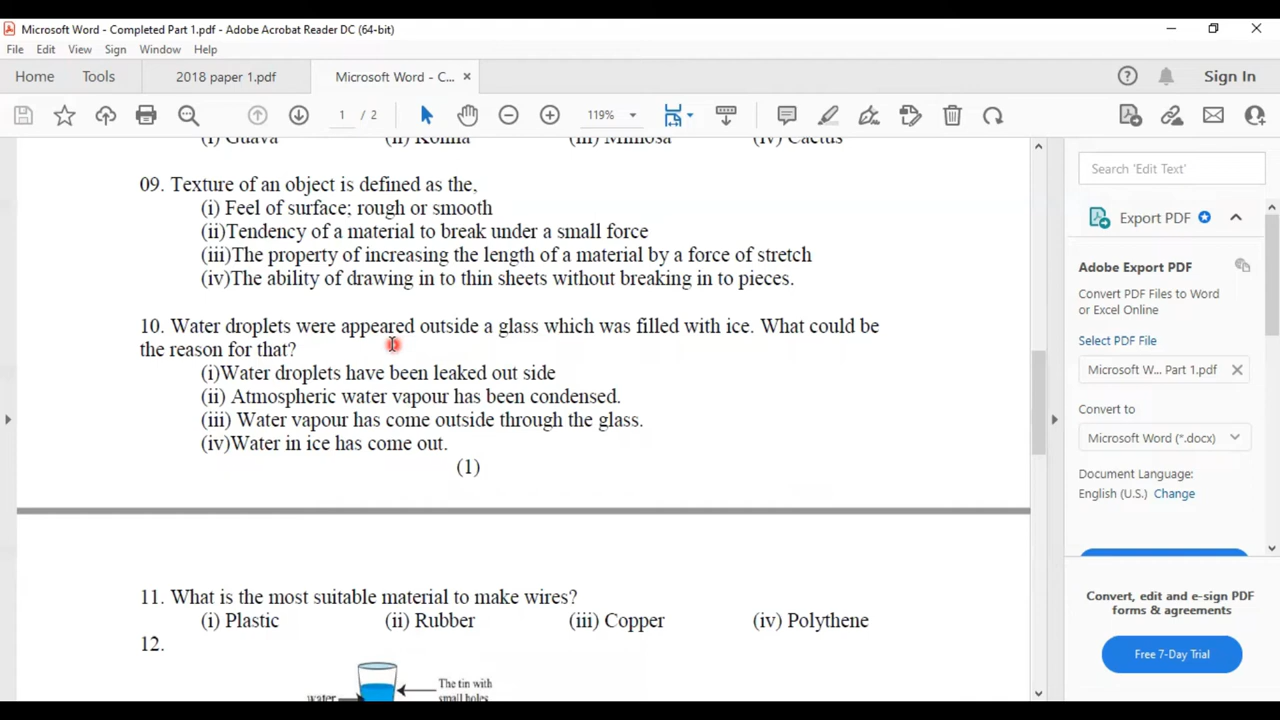 Microsoft Word - Completed Part 1.pdf - Adobe Acrobat Reader DC (64-bit)
File Edit View Sign Window Help
Home Tools 2018 paper 1.pdf Microsoft Word - C... × Sign In
1 / 2 119%
(i) Guava (ii) Konna (iii) Mimosa (iv) Cactus
09. Texture of an object is defined as the,
(i) Feel of surface; rough or smooth
(ii)Tendency of a material to break under a small force
(iii)The property of increasing the length of a material by a force of stretch
(iv)The ability of drawing in to thin sheets without breaking in to pieces.
10. Water droplets were appeared outside a glass which was filled with ice. What could be
the reason for that?
(i)Water droplets have been leaked out side
(ii) Atmospheric water vapour has been condensed.
(iii) Water vapour has come outside through the glass.
(iv)Water in ice has come out.
(1)
11. What is the most suitable material to make wires?
(i) Plastic (ii) Rubber (iii) Copper (iv) Polythene
12.
The tin with
water
small holes
Search 'Edit Text'
Export PDF
Adobe Export PDF
Convert PDF Files to Word
or Excel Online
Select PDF File
Microsoft W... Part 1.pdf
Convert to
Microsoft Word (*.docx)
Document Language:
English (U.S.) Change
Convert, edit and e-sign PDF
forms & agreements
Free 7-Day Trial